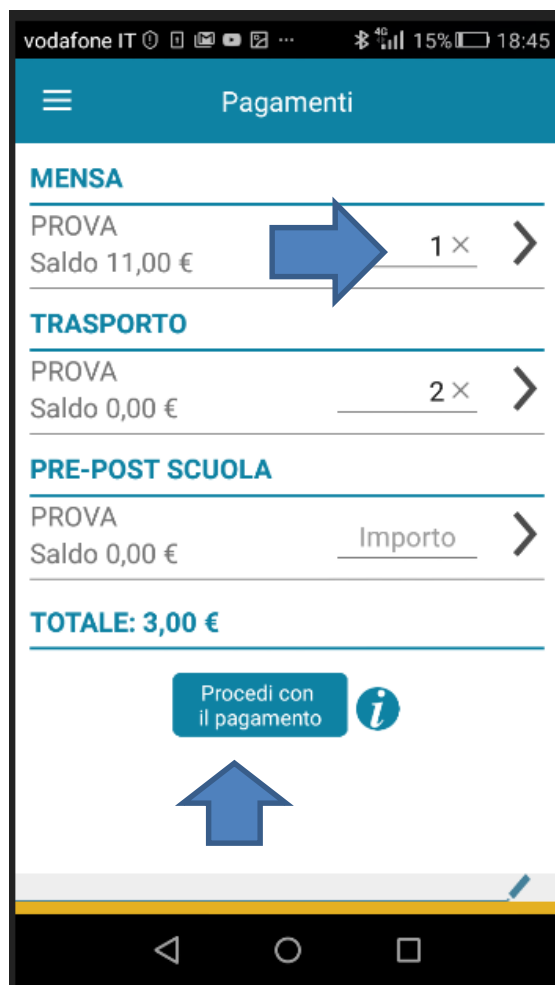 vodafone IT 4G 15% 18:45
Pagamenti
MENSA
PROVA
Saldo 11,00 €
1 ×
TRASPORTO
PROVA
Saldo 0,00 €
2 ×
PRE-POST SCUOLA
PROVA
Saldo 0,00 €
Importo
TOTALE: 3,00 €
Procedi con
il pagamento
i